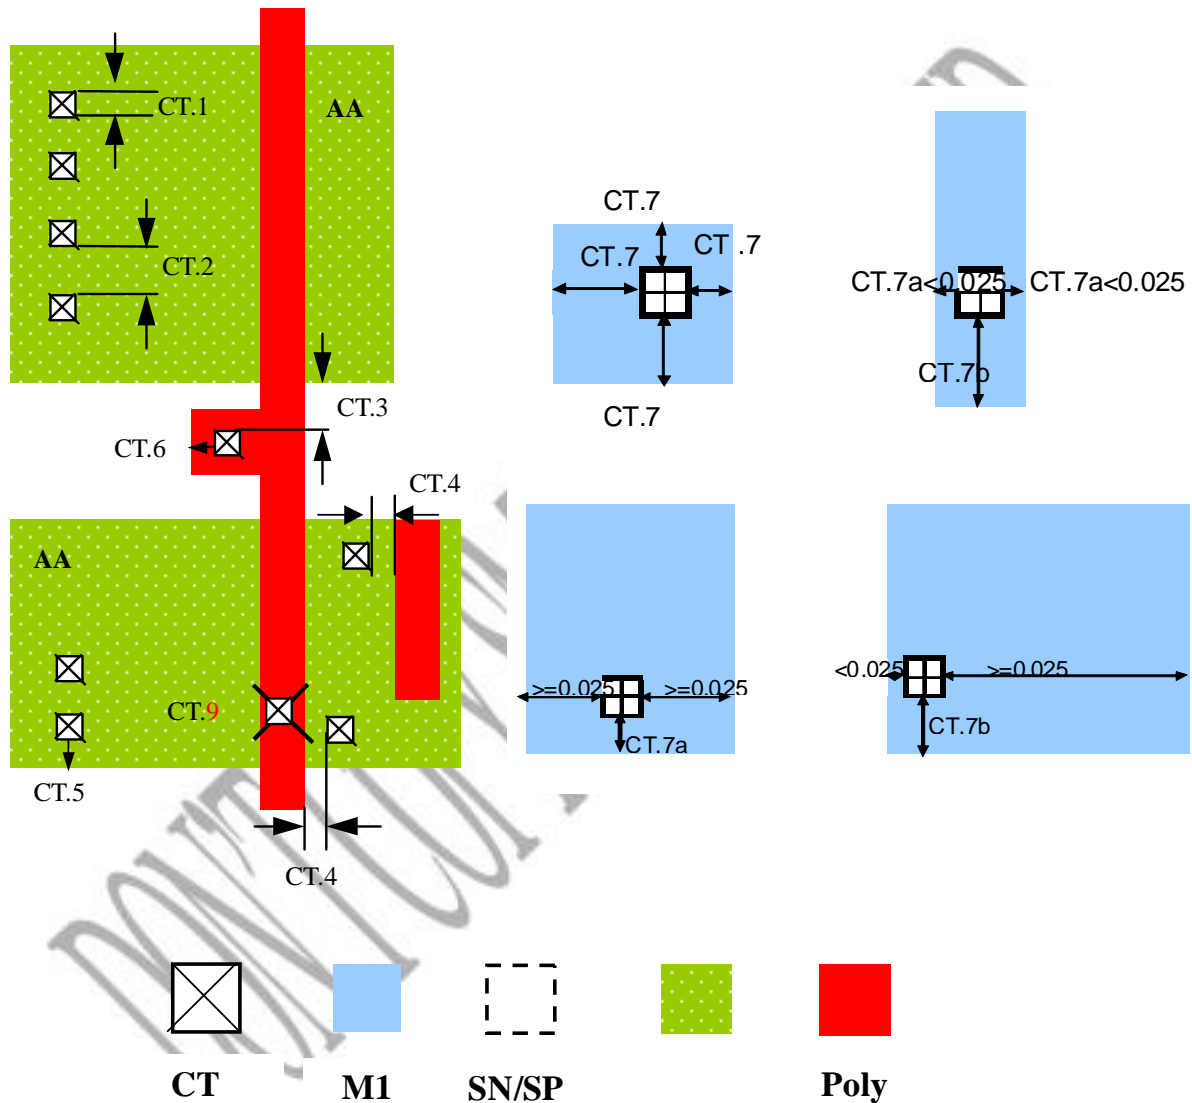 CT.1
AA
CT.2
CT.3
CT.6
CT.4
AA
CT.9
CT.5
CT.4
CT.7
CT.7
CT .7
CT.7
CT.7a<0.025
CT.7a<0.025
CT.7b
>=0.025
>=0.025
CT.7a
<0.025
>=0.025
CT.7b
CT
M1
SN/SP
Poly